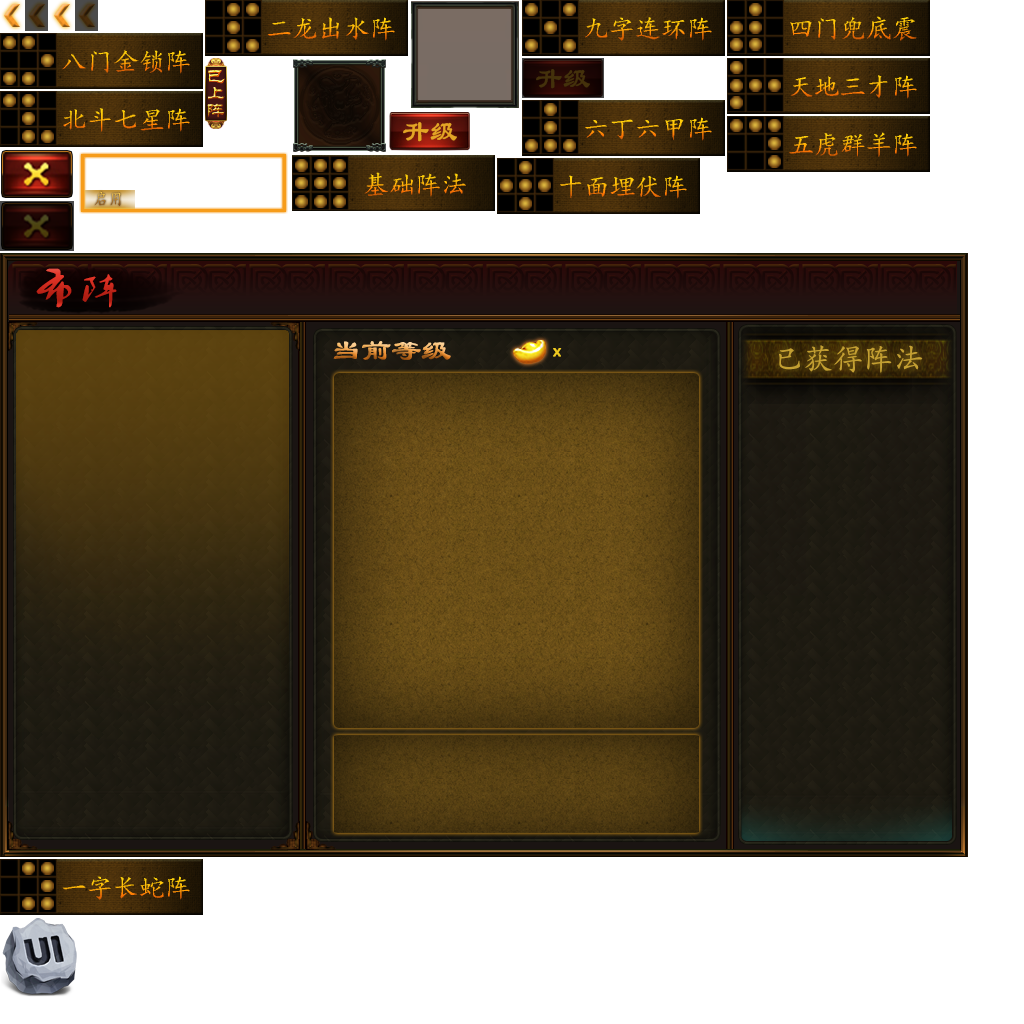 二龙出水阵
九字连环阵
四门兜底震
八门金锁阵
已上阵
升级
天地三才阵
北斗七星阵
升级
六丁六甲阵
五虎群羊阵
启用
基础阵法
十面埋伏阵
布阵
当前等级
x
已获得阵法
一字长蛇阵
UI